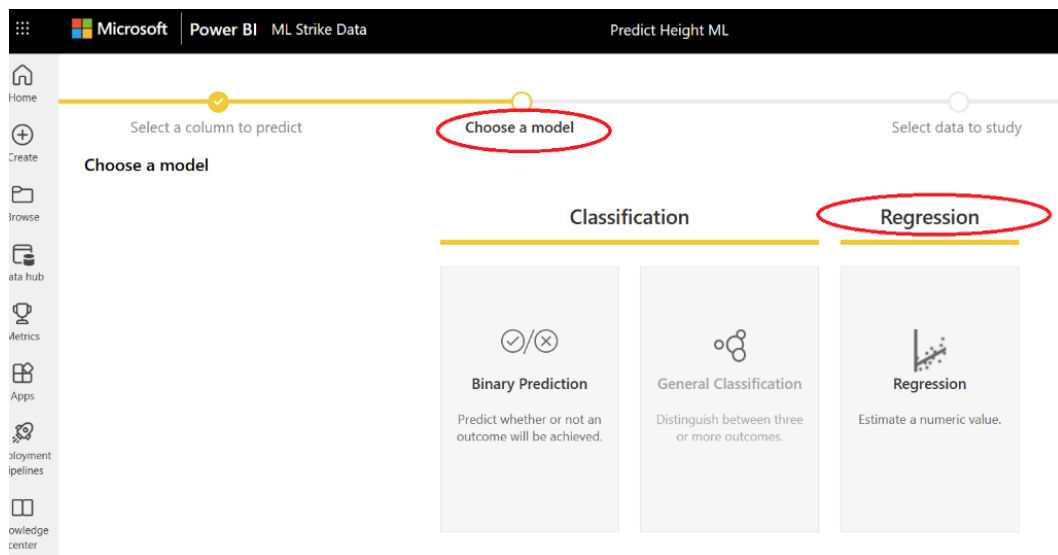 Microsoft Power BI ML Strike Data Predict Height ML
Home
Create
Browse
ata hub
Metrics
Apps
ployment
ipelines
owledge
center
Select a column to predict Choose a model Select data to study
Choose a model
Classification Regression
Binary Prediction
Predict whether or not an
outcome will be achieved.
General Classification
Distinguish between three
or more outcomes.
Regression
Estimate a numeric value.